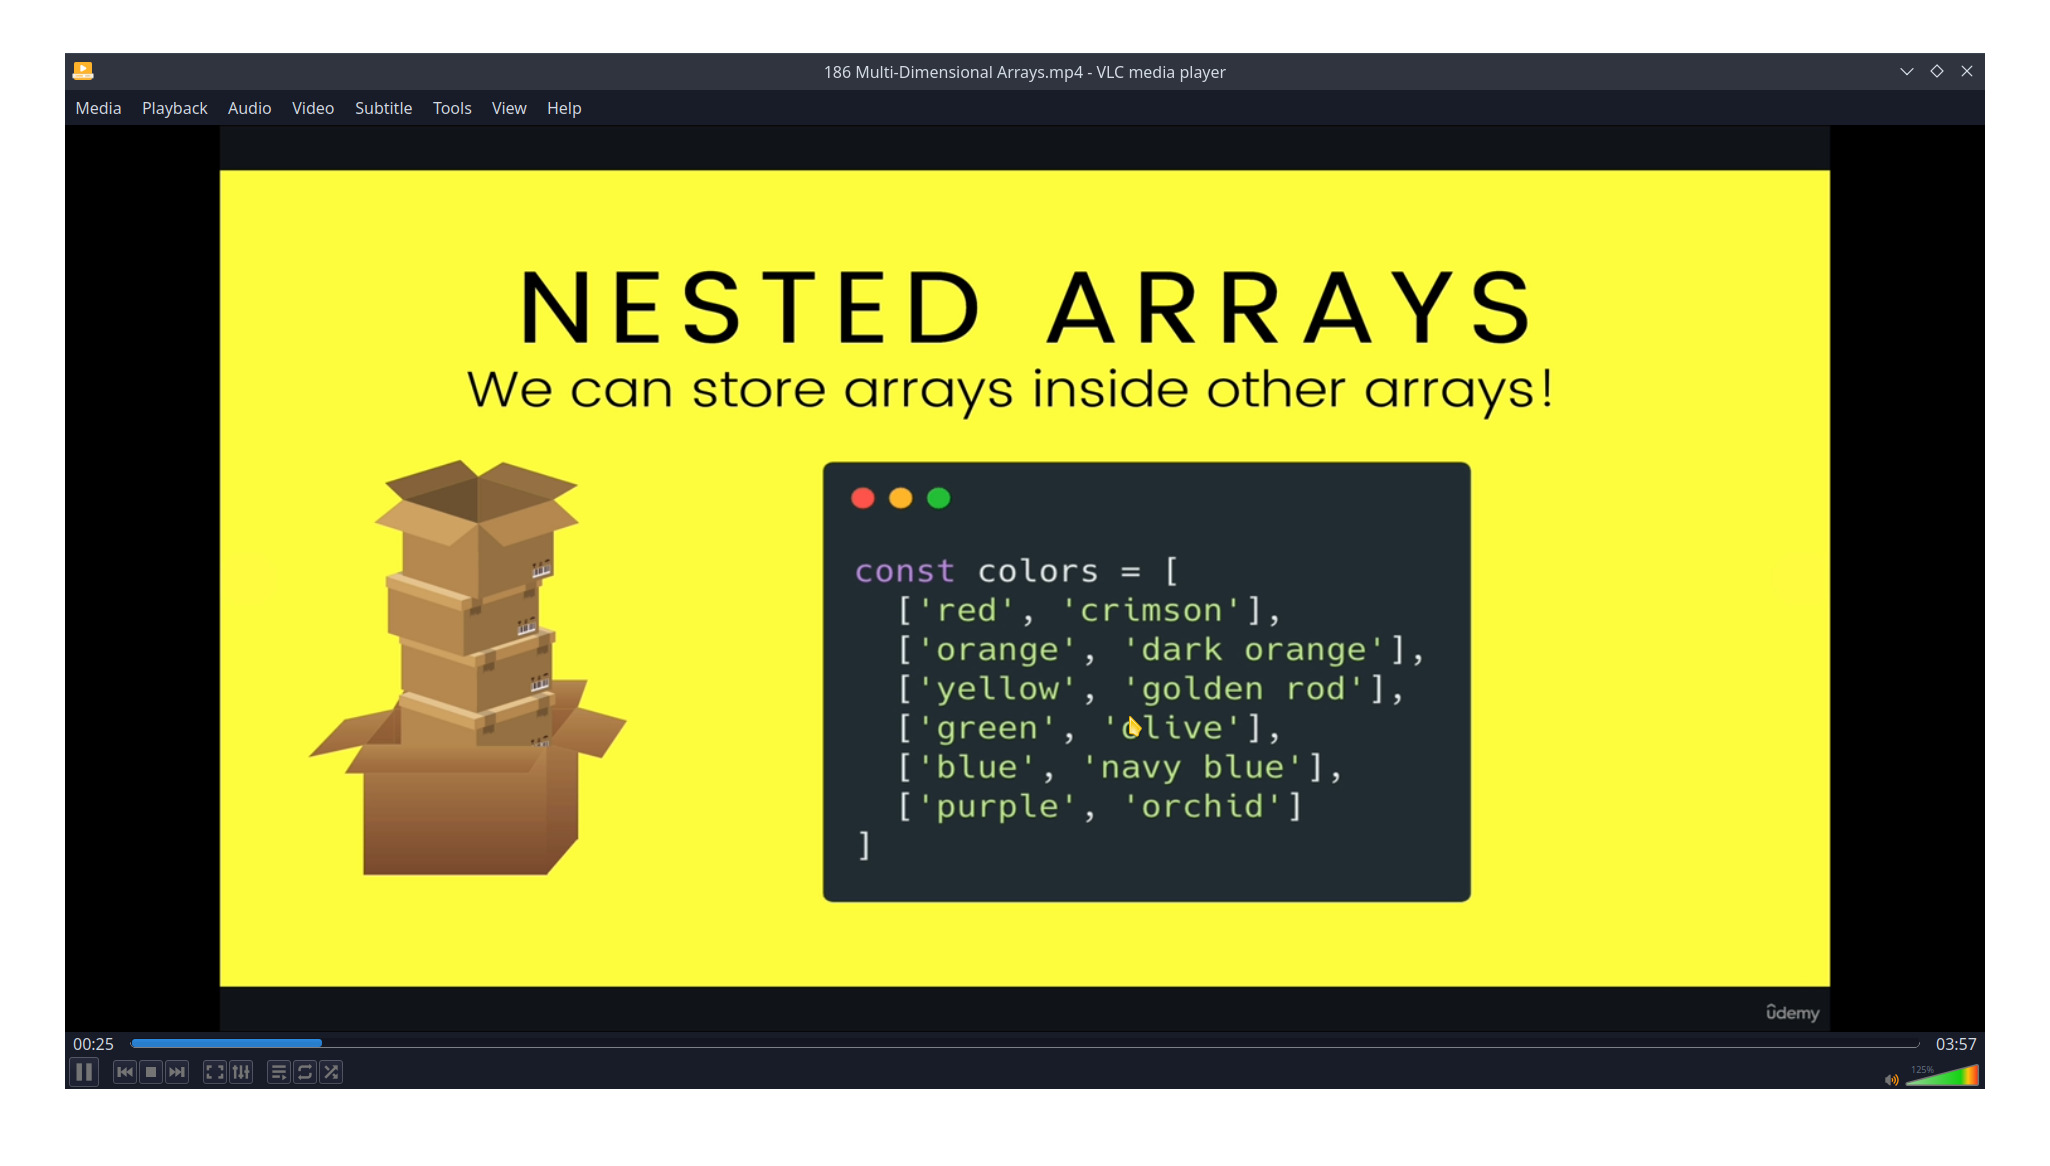 186 Multi-Dimensional Arrays.mp4 - VLC media player
Media Playback Audio Video Subtitle Tools View Help
NESTED ARRAYS
We can store arrays inside other arrays!
const colors = [
['red', 'crimson'],
['orange', 'dark orange'],
['yellow', 'golden rod'],
['green', 'olive'],
['blue', 'navy blue'],
['purple', 'orchid']
]
ûdemy
00:25 03:57
125%